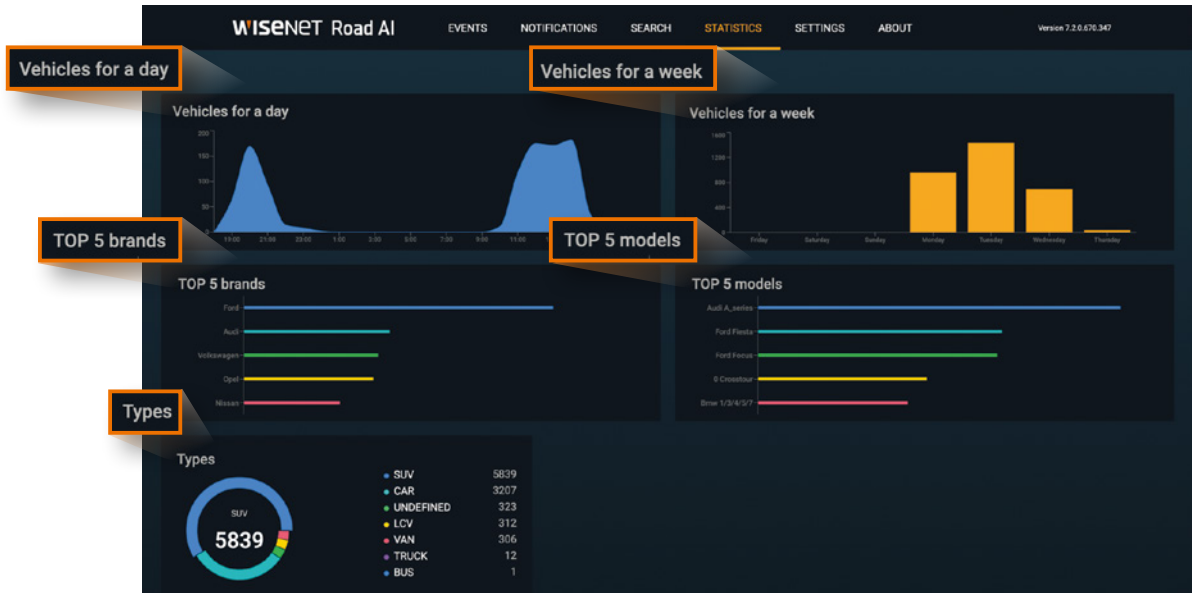 WISENET Road AI
EVENTS
NOTIFICATIONS
SEARCH
STATISTICS
SETTINGS
ABOUT
Version 7.2.0.670.347
Vehicles for a day
Vehicles for a week
Vehicles for a day
200
150
100
50
0
19:00 21:00 23:00 1:00 3:00 5:00 7:00 9:00 11:00
Vehicles for a week
1600
1200
800
400
0
Friday Saturday Sunday Monday Tuesday Wednesday Thursday
TOP 5 brands
TOP 5 models
TOP 5 brands
Ford
Audi
Volkswagen
Opel
Nissan
TOP 5 models
Audi A_series
Ford Fiesta
Ford Focus
0 Crosstour
Bmw 1/3/4/5/7
Types
Types
SUV
5839
SUV 5839
CAR 3207
UNDEFINED 323
LCV 312
VAN 306
TRUCK 12
BUS 1